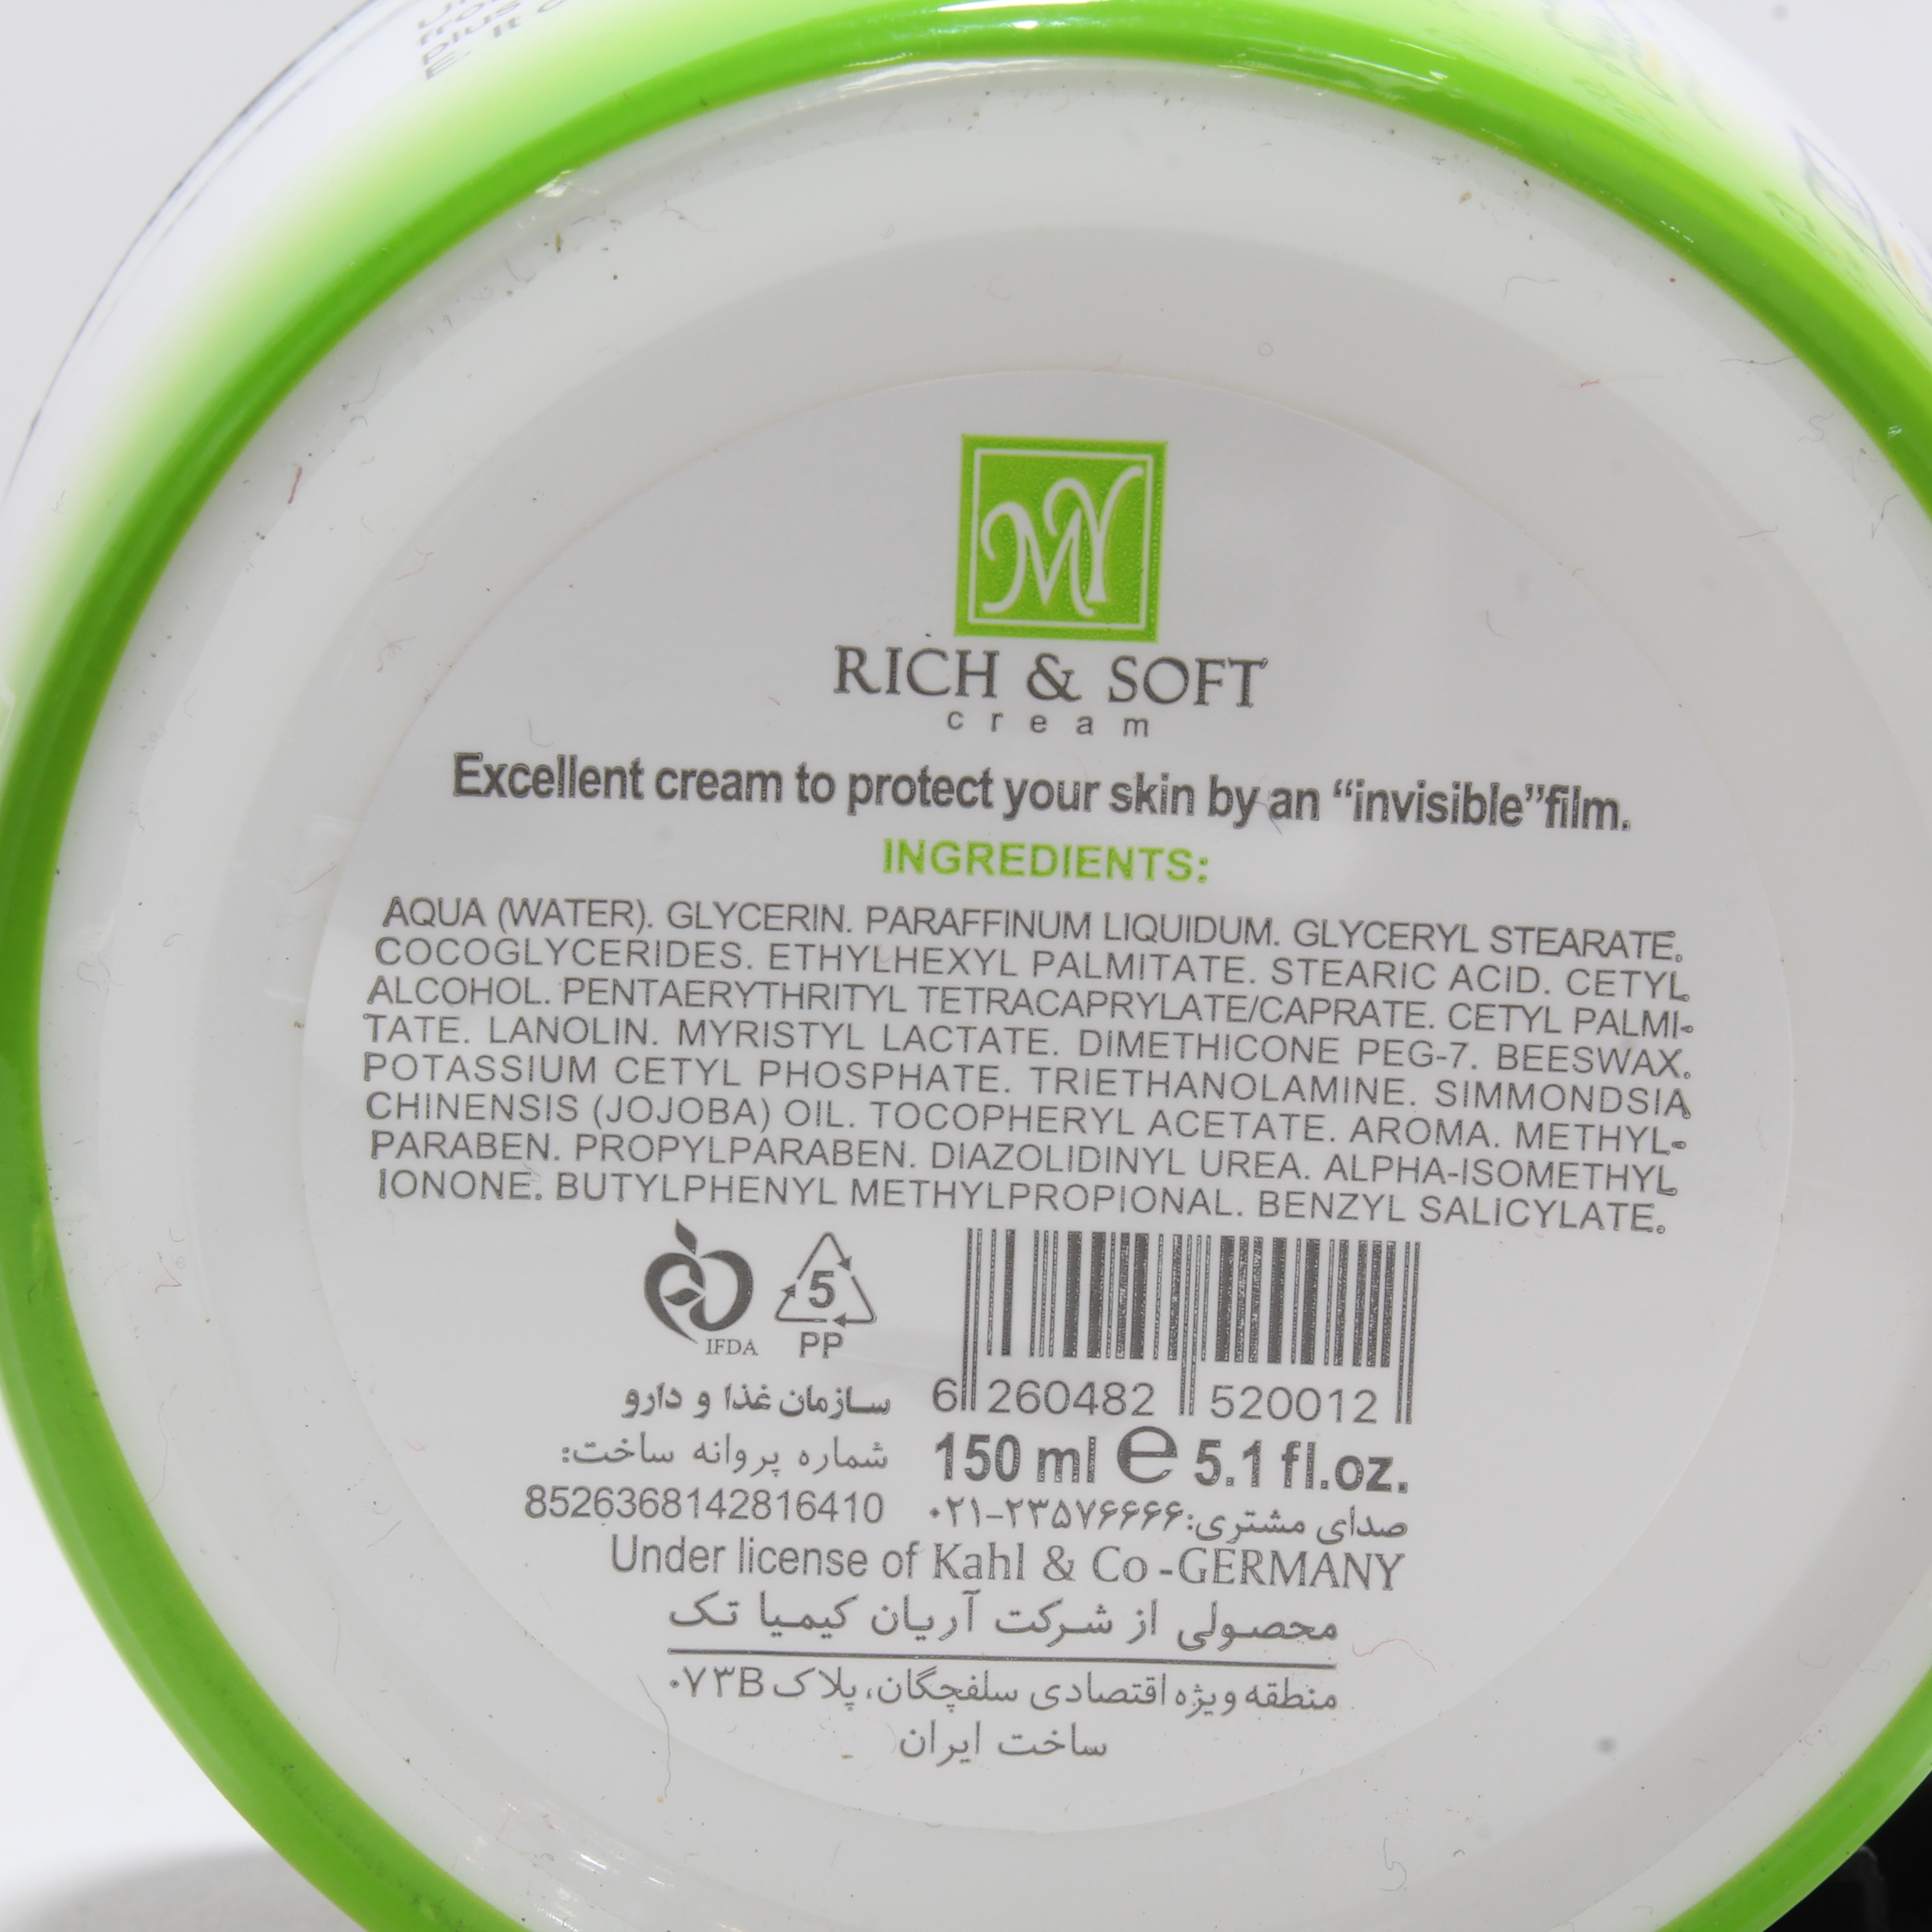 MY
RICH & SOFT
cream
Excellent cream to protect your skin by an “invisible”film.
INGREDIENTS:
AQUA (WATER). GLYCERIN. PARAFFINUM LIQUIDUM. GLYCERYL STEARATE.
COCOGLYCERIDES. ETHYLHEXYL PALMITATE. STEARIC ACID. CETYL
ALCOHOL. PENTAERYTHRITYL TETRACAPRYLATE/CAPRATE. CETYL PALMI-
TATE. LANOLIN. MYRISTYL LACTATE. DIMETHICONE PEG-7. BEESWAX.
POTASSIUM CETYL PHOSPHATE. TRIETHANOLAMINE. SIMMONDSIA
CHINENSIS (JOJOBA) OIL. TOCOPHERYL ACETATE. AROMA. METHYL-
PARABEN. PROPYLPARABEN. DIAZOLIDINYL UREA. ALPHA-ISOMETHYL
IONONE. BUTYLPHENYL METHYLPROPIONAL. BENZYL SALICYLATE.
5
IFDA PP
6 260482 520012
سازمان غذا و دارو
شماره پروانه ساخت:
8526368142816410
150 ml e 5.1 fl.oz.
صدای مشتری:۰۲۱-۲۳۵۷۶۶۶۶
Under license of Kahl & Co -GERMANY
محصولی از شرکت آریان کیمیا تک
منطقه ویژه اقتصادی سلفچگان، پلاک ۰۷۳B
ساخت ایران